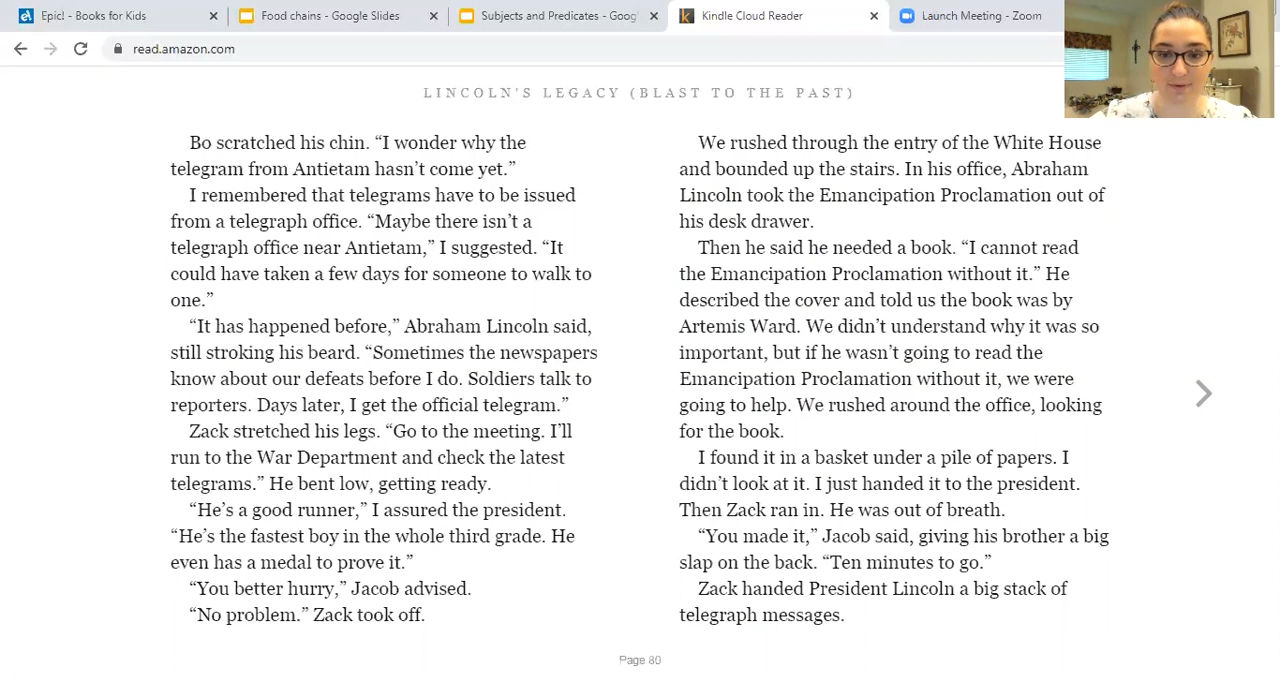 Epic! - Books for Kids
Food chains - Google Slides
Subjects and Predicates - Goog
Kindle Cloud Reader
Launch Meeting - Zoom
read.amazon.com
LINCOLN'S LEGACY (BLAST TO THE PAST)
Bo scratched his chin. “I wonder why the
telegram from Antietam hasn’t come yet.”
I remembered that telegrams have to be issued
from a telegraph office. “Maybe there isn’t a
telegraph office near Antietam,” I suggested. “It
could have taken a few days for someone to walk to
one.”
“It has happened before,” Abraham Lincoln said,
still stroking his beard. “Sometimes the newspapers
know about our defeats before I do. Soldiers talk to
reporters. Days later, I get the official telegram.”
Zack stretched his legs. “Go to the meeting. I’ll
run to the War Department and check the latest
telegrams.” He bent low, getting ready.
“He’s a good runner,” I assured the president.
“He’s the fastest boy in the whole third grade. He
even has a medal to prove it.”
“You better hurry,” Jacob advised.
“No problem.” Zack took off.
We rushed through the entry of the White House
and bounded up the stairs. In his office, Abraham
Lincoln took the Emancipation Proclamation out of
his desk drawer.
Then he said he needed a book. “I cannot read
the Emancipation Proclamation without it.” He
described the cover and told us the book was by
Artemis Ward. We didn’t understand why it was so
important, but if he wasn’t going to read the
Emancipation Proclamation without it, we were
going to help. We rushed around the office, looking
for the book.
I found it in a basket under a pile of papers. I
didn’t look at it. I just handed it to the president.
Then Zack ran in. He was out of breath.
“You made it,” Jacob said, giving his brother a big
slap on the back. “Ten minutes to go.”
Zack handed President Lincoln a big stack of
telegraph messages.
Page 80